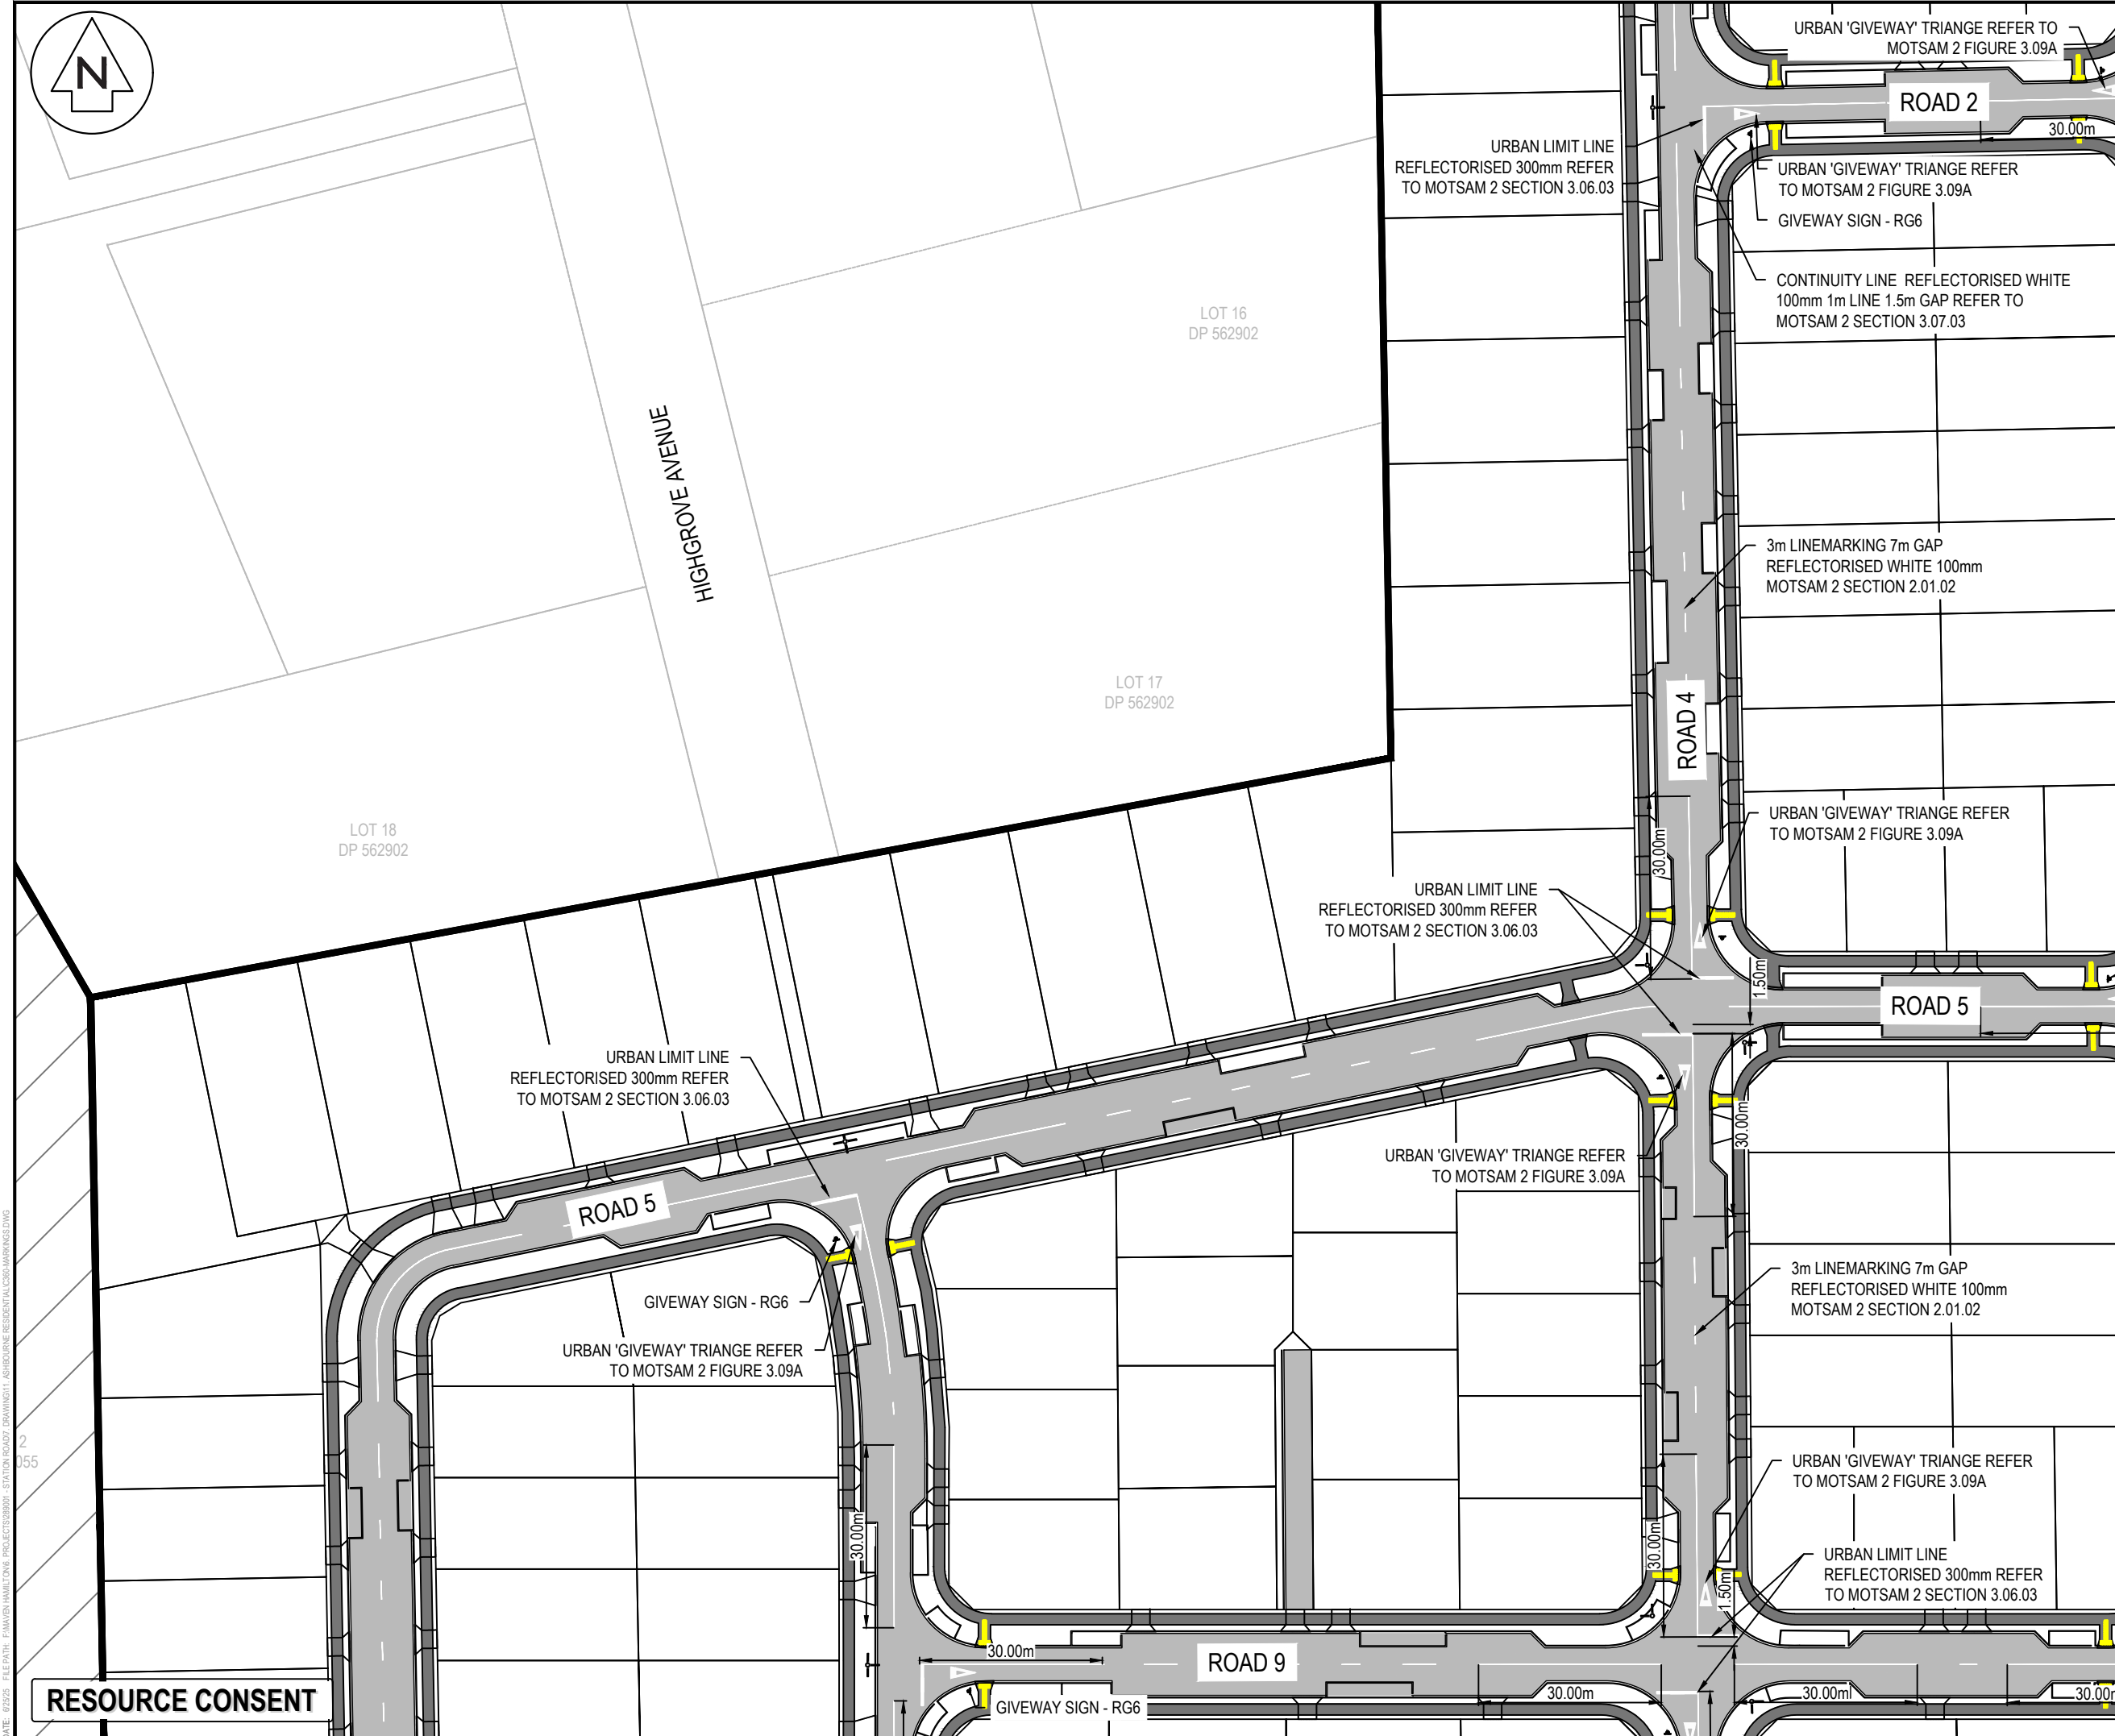 N
URBAN 'GIVEWAY' TRIANGE REFER TO
MOTSAM 2 FIGURE 3.09A
ROAD 2
30.00m
URBAN LIMIT LINE
REFLECTORISED 300mm REFER
TO MOTSAM 2 SECTION 3.06.03
URBAN 'GIVEWAY' TRIANGE REFER
TO MOTSAM 2 FIGURE 3.09A
GIVEWAY SIGN - RG6
CONTINUITY LINE REFLECTORISED WHITE
100mm 1m LINE 1.5m GAP REFER TO
MOTSAM 2 SECTION 3.07.03
LOT 16
DP 562902
HIGHGROVE AVENUE
3m LINEMARKING 7m GAP
REFLECTORISED WHITE 100mm
MOTSAM 2 SECTION 2.01.02
LOT 17
DP 562902
ROAD 4
LOT 18
DP 562902
30.00m
URBAN 'GIVEWAY' TRIANGE REFER
TO MOTSAM 2 FIGURE 3.09A
URBAN LIMIT LINE
REFLECTORISED 300mm REFER
TO MOTSAM 2 SECTION 3.06.03
1.50m
ROAD 5
URBAN LIMIT LINE
REFLECTORISED 300mm REFER
TO MOTSAM 2 SECTION 3.06.03
30.00m
URBAN 'GIVEWAY' TRIANGE REFER
TO MOTSAM 2 FIGURE 3.09A
ROAD 5
GIVEWAY SIGN - RG6
URBAN 'GIVEWAY' TRIANGE REFER
TO MOTSAM 2 FIGURE 3.09A
3m LINEMARKING 7m GAP
REFLECTORISED WHITE 100mm
MOTSAM 2 SECTION 2.01.02
2
055
URBAN 'GIVEWAY' TRIANGE REFER
TO MOTSAM 2 FIGURE 3.09A
30.00m
30.00m
1.50m
URBAN LIMIT LINE
REFLECTORISED 300mm REFER
TO MOTSAM 2 SECTION 3.06.03
30.00m
ROAD 9
30.00m
30.00ml
30.00m
GIVEWAY SIGN - RG6
RESOURCE CONSENT